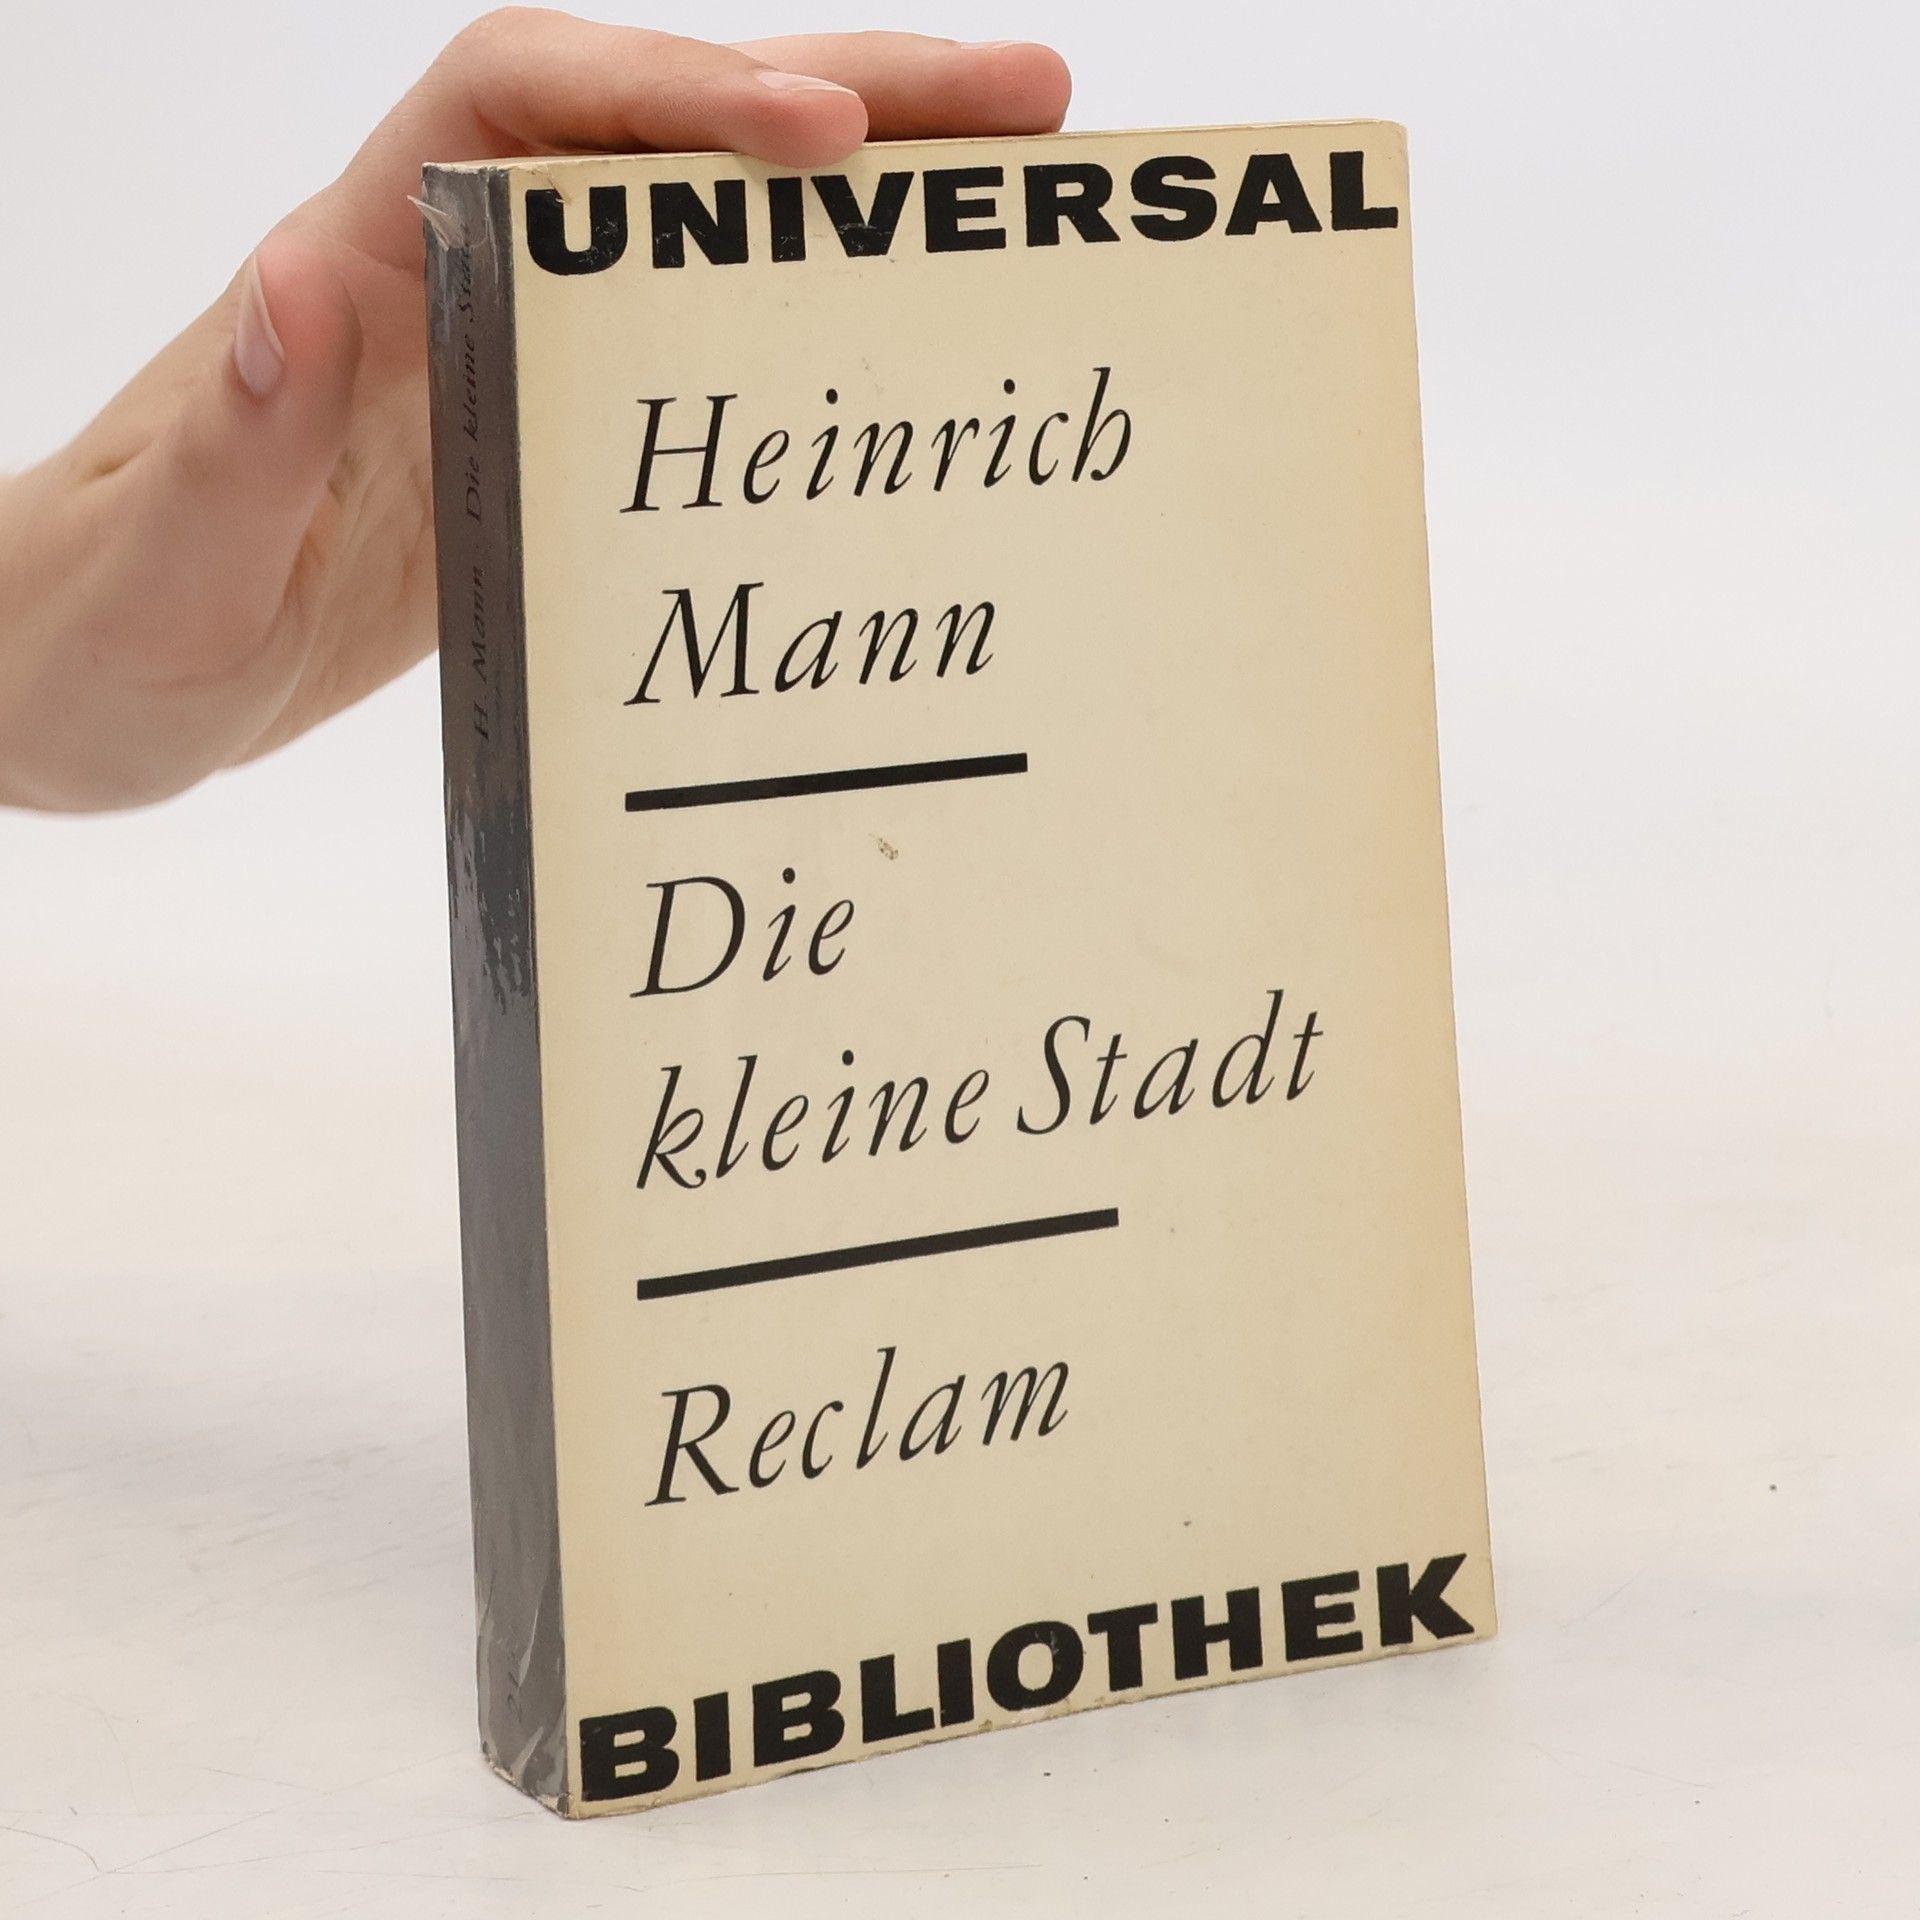 UNIVERSAL
Heinrich
Mann
Die
kleine Stadt
Reclam
BIBLIOTHEK
H. Mann · Die kleine Stadt